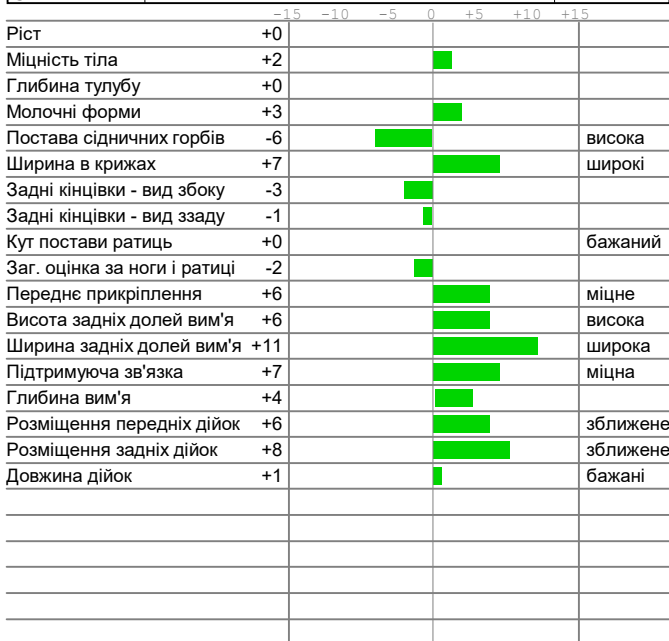 -15 -10 -5 0 +5 +10 +15
Ріст +0
Міцність тіла +2
Глибина тулубу +0
Молочні форми +3
Постава сідничних горбів -6 висока
Ширина в крижах +7 широкі
Задні кінцівки - вид збоку -3
Задні кінцівки - вид ззаду -1
Кут постави ратиць +0 бажаний
Заг. оцінка за ноги і ратиці -2
Переднє прикріплення +6 міцне
Висота задніх долей вим'я +6 висока
Ширина задніх долей вим'я +11 широка
Підтримуюча зв'язка +7 міцна
Глибина вим'я +4
Розміщення передніх дійок +6 зближене
Розміщення задніх дійок +8 зближене
Довжина дійок +1 бажані